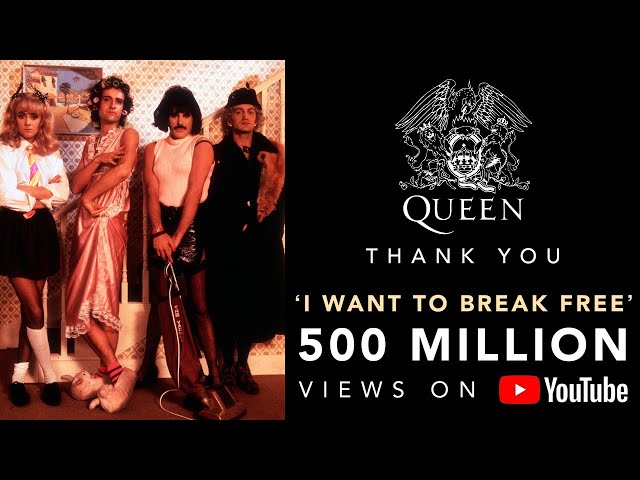 QUEEN
THANK YOU
‘I WANT TO BREAK FREE’
500 MILLION
VIEWS ON YouTube